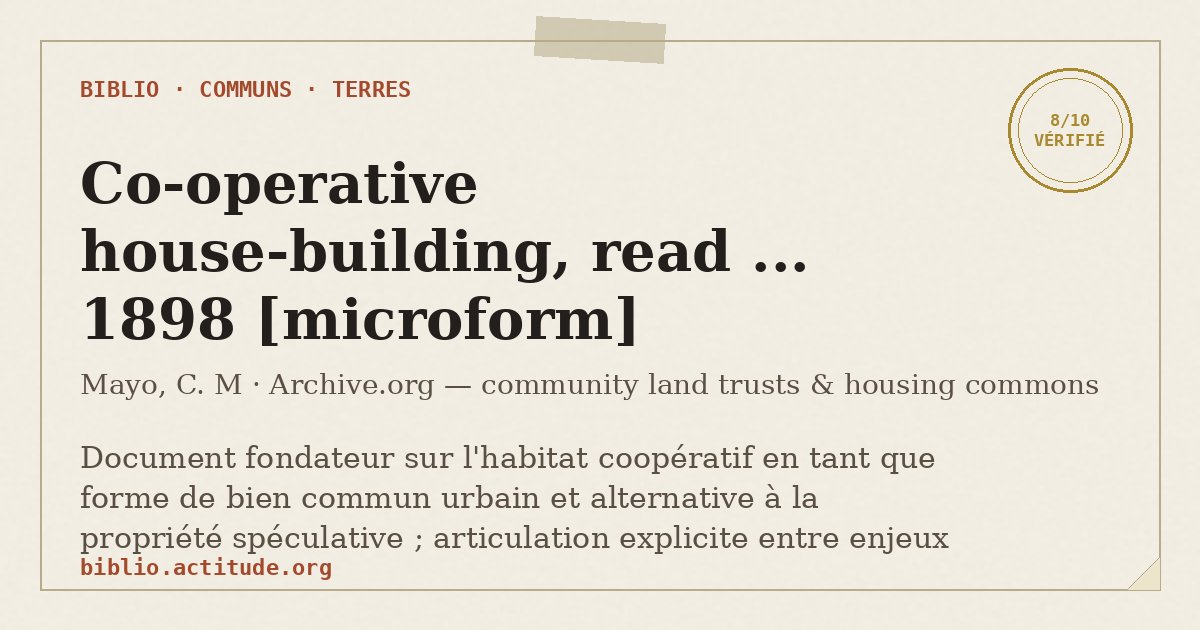 BIBLIO · COMMUNS · TERRES
8/10
VÉRIFIÉ
Co-operative
house-building, read ...
1898 [microform]
Mayo, C. M · Archive.org — community land trusts & housing commons
Document fondateur sur l'habitat coopératif en tant que
forme de bien commun urbain et alternative à la
propriété spéculative ; articulation explicite entre enjeux
biblio.actitude.org